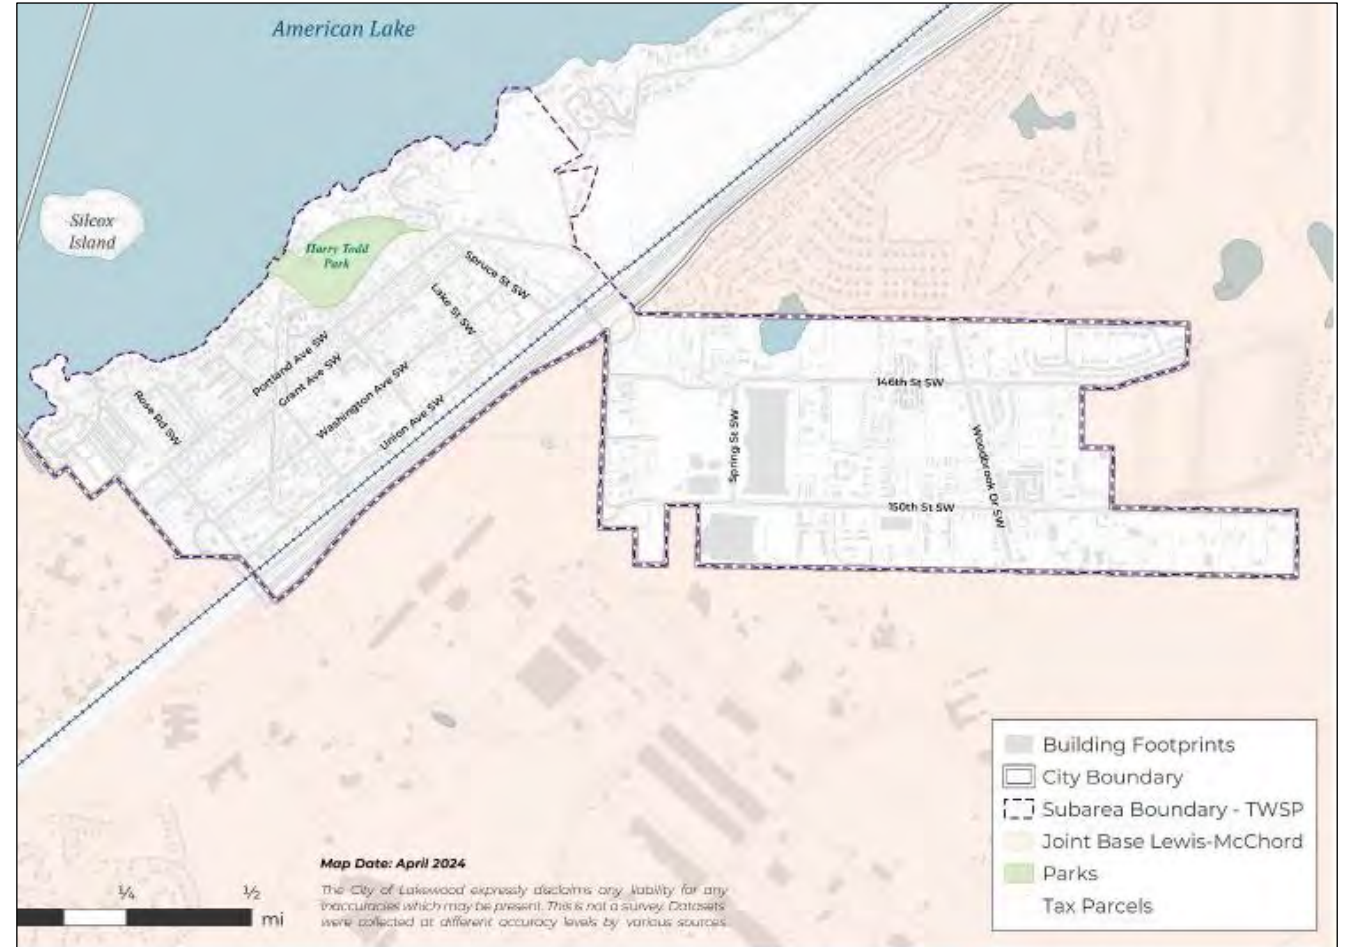 American Lake
Silcox
Island
Harry Todd
Park
Spruce St SW
Lake St SW
Portland Ave SW
Grant Ave SW
Washington Ave SW
Union Ave SW
Rose Rd SW
146th St SW
Spring St SW
Woodbrook Dr SW
150th St SW
Building Footprints
City Boundary
Subarea Boundary - TWSP
Joint Base Lewis-McChord
Parks
Tax Parcels
Map Date: April 2024
The City of Lakewood expressly disclaims any liability for any
inaccuracies which may be present. This is not a survey. Datasets
were collected at different accuracy levels by various sources.
1/4 1/2
mi